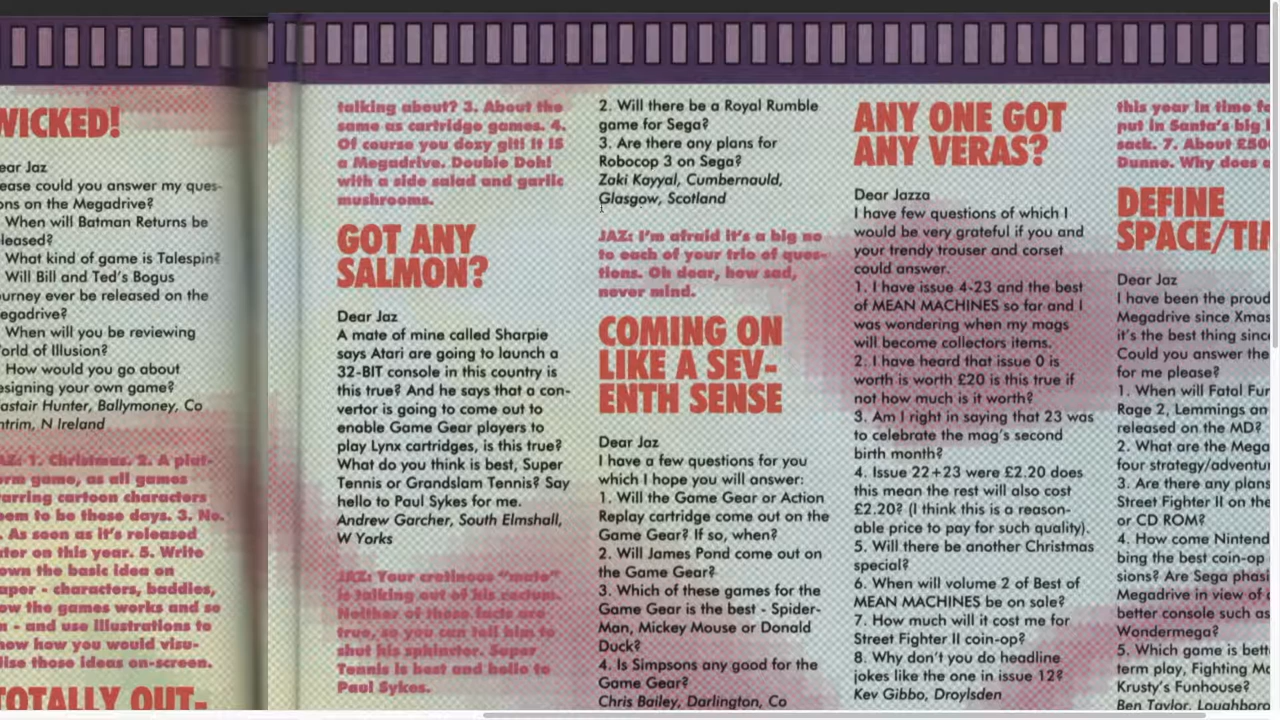 WICKED!
ear Jaz
ease could you answer my ques-
ons on the Megadrive?
When will Batman Returns be
leased?
What kind of game is Talespin?
Will Bill and Ted's Bogus
urney ever be released on the
egadrive?
When will you be reviewing
orld of Illusion?
How would you go about
esigning your own game?
astair Hunter, Ballymoney, Co
ntrim, N Ireland
AZ: 1. Christmas. 2. A plat-
orm game, as all games
tarring cartoon characters
eem to be these days. 3. No.
. As soon as it's released
ater on this year. 5. Write
own the basic idea on
aper - characters, baddies,
ow the games works and so
n - and use illustrations to
how how you would visu-
lise those ideas on-screen.
TOTALLY OUT-
talking about? 3. About the
same as cartridge games. 4.
Of course you dozy git! It IS
a Megadrive. Double Doh!
with a side salad and garlic
mushrooms.
GOT ANY
SALMON?
Dear Jaz
A mate of mine called Sharpie
says Atari are going to launch a
32-BIT console in this country is
this true? And he says that a con-
vertor is going to come out to
enable Game Gear players to
play Lynx cartridges, is this true?
What do you think is best, Super
Tennis or Grandslam Tennis? Say
hello to Paul Sykes for me.
Andrew Garcher, South Elmshall,
W Yorks
JAZ: Your cretinous "mate"
is talking out of his rectum.
Neither of those facts are
true, so you can tell him to
shut his sphincter. Super
Tennis is best and hello to
Paul Sykes.
2. Will there be a Royal Rumble
game for Sega?
3. Are there any plans for
Robocop 3 on Sega?
Zaki Kayyal, Cumbernauld,
Glasgow, Scotland
JAZ: I'm afraid it's a big no
to each of your trio of ques-
tions. Oh dear, how sad,
never mind.
COMING ON
LIKE A SEV-
ENTH SENSE
Dear Jaz
I have a few questions for you
which I hope you will answer:
1. Will the Game Gear or Action
Replay cartridge come out on the
Game Gear? If so, when?
2. Will James Pond come out on
the Game Gear?
3. Which of these games for the
Game Gear is the best - Spider-
Man, Mickey Mouse or Donald
Duck?
4. Is Simpsons any good for the
Game Gear?
Chris Bailey, Darlington, Co
ANY ONE GOT
ANY VERAS?
Dear Jazza
I have few questions of which I
would be very grateful if you and
your trendy trouser and corset
could answer.
1. I have issue 4-23 and the best
of MEAN MACHINES so far and I
was wondering when my mags
will become collectors items.
2. I have heard that issue 0 is
worth is worth £20 is this true if
not how much is it worth?
3. Am I right in saying that 23 was
to celebrate the mag's second
birth month?
4. Issue 22+23 were £2.20 does
this mean the rest will also cost
£2.20? (I think this is a reason-
able price to pay for such quality).
5. Will there be another Christmas
special?
6. When will volume 2 of Best of
MEAN MACHINES be on sale?
7. How much will it cost me for
Street Fighter II coin-op?
8. Why don't you do headline
jokes like the one in issue 12?
Kev Gibbo, Droylsden
this year in time fo
put in Santa's big
sack. 7. About £50
Dunno. Why does a
DEFINE
SPACE/TI
Dear Jaz
I have been the proud
Megadrive since Xmas
it's the best thing since
Could you answer the
for me please?
1. When will Fatal Fur
Rage 2, Lemmings an
released on the MD?
2. What are the Mega
four strategy/adventur
3. Are there any plans
Street Fighter II on the
or CD ROM?
4. How come Nintend
bing the best coin-op
sions? Are Sega phasi
Megadrive in view of a
better console such as
Wondermega?
5. Which game is bett
term play, Fighting Ma
Krusty's Funhouse?
Ben Taylor, Loughboro